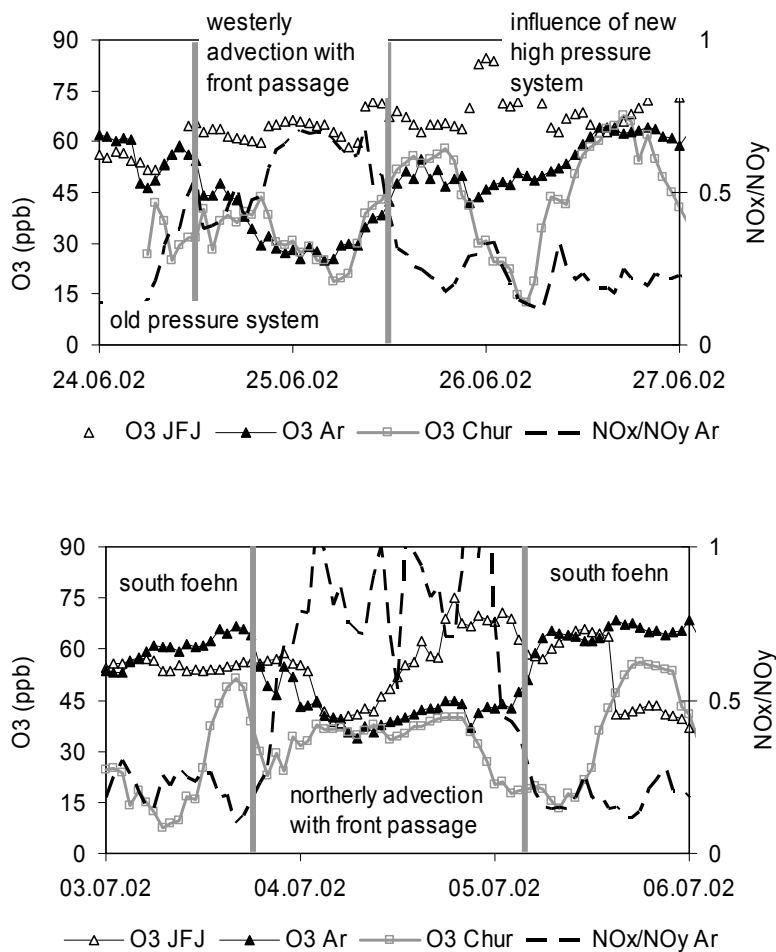 westerly
advection with
front passage
influence of new
high pressure
system
90
75
60
45
30
15
0
O3 (ppb)
1
0.5
0
NOx/NOy
old pressure system
24.06.02 25.06.02 26.06.02 27.06.02
O3 JFJ O3 Ar O3 Chur NOx/NOy Ar
90
75
60
45
30
15
0
O3 (ppb)
1
0.5
0
NOx/NOy
south foehn
south foehn
northerly advection
with front passage
03.07.02 04.07.02 05.07.02 06.07.02
O3 JFJ O3 Ar O3 Chur NOx/NOy Ar